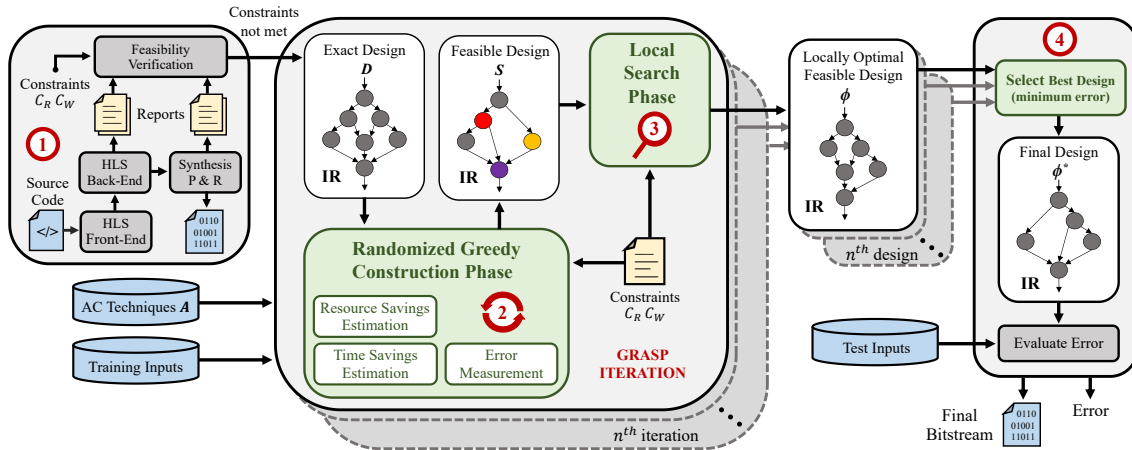 Feasibility
Verification
Constraints
C_R C_W
Reports
1
HLS
Back-End
Synthesis
P & R
Source
Code
</>
HLS
Front-End
0110
01001
11011
AC Techniques A
Training Inputs
Constraints
not met
Exact Design
D
IR
Feasible Design
S
IR
Local
Search
Phase
3
Randomized Greedy
Construction Phase
2
Resource Savings
Estimation
Time Savings
Estimation
Error
Measurement
Constraints
C_R C_W
GRASP
ITERATION
n^th iteration
Locally Optimal
Feasible Design
ϕ
IR
n^th design
Test Inputs
4
Select Best Design
(minimum error)
Final Design
ϕ*
IR
Evaluate Error
Final
Bitstream
0110
01001
11011
Error